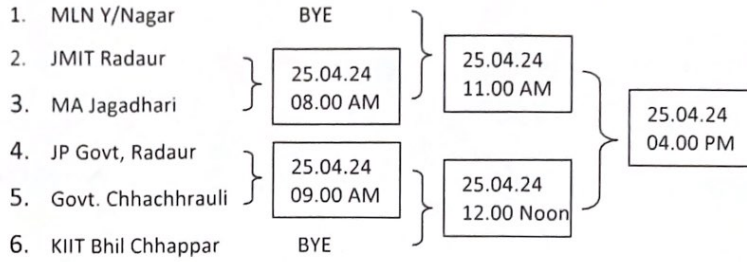 1. MLN Y/Nagar BYE
2. JMIT Radaur
25.04.24
08.00 AM
25.04.24
11.00 AM
3. MA Jagadhari
25.04.24
04.00 PM
4. JP Govt, Radaur
25.04.24
09.00 AM
25.04.24
12.00 Noon
5. Govt. Chhachhrauli
6. KIIT Bhil Chhappar BYE